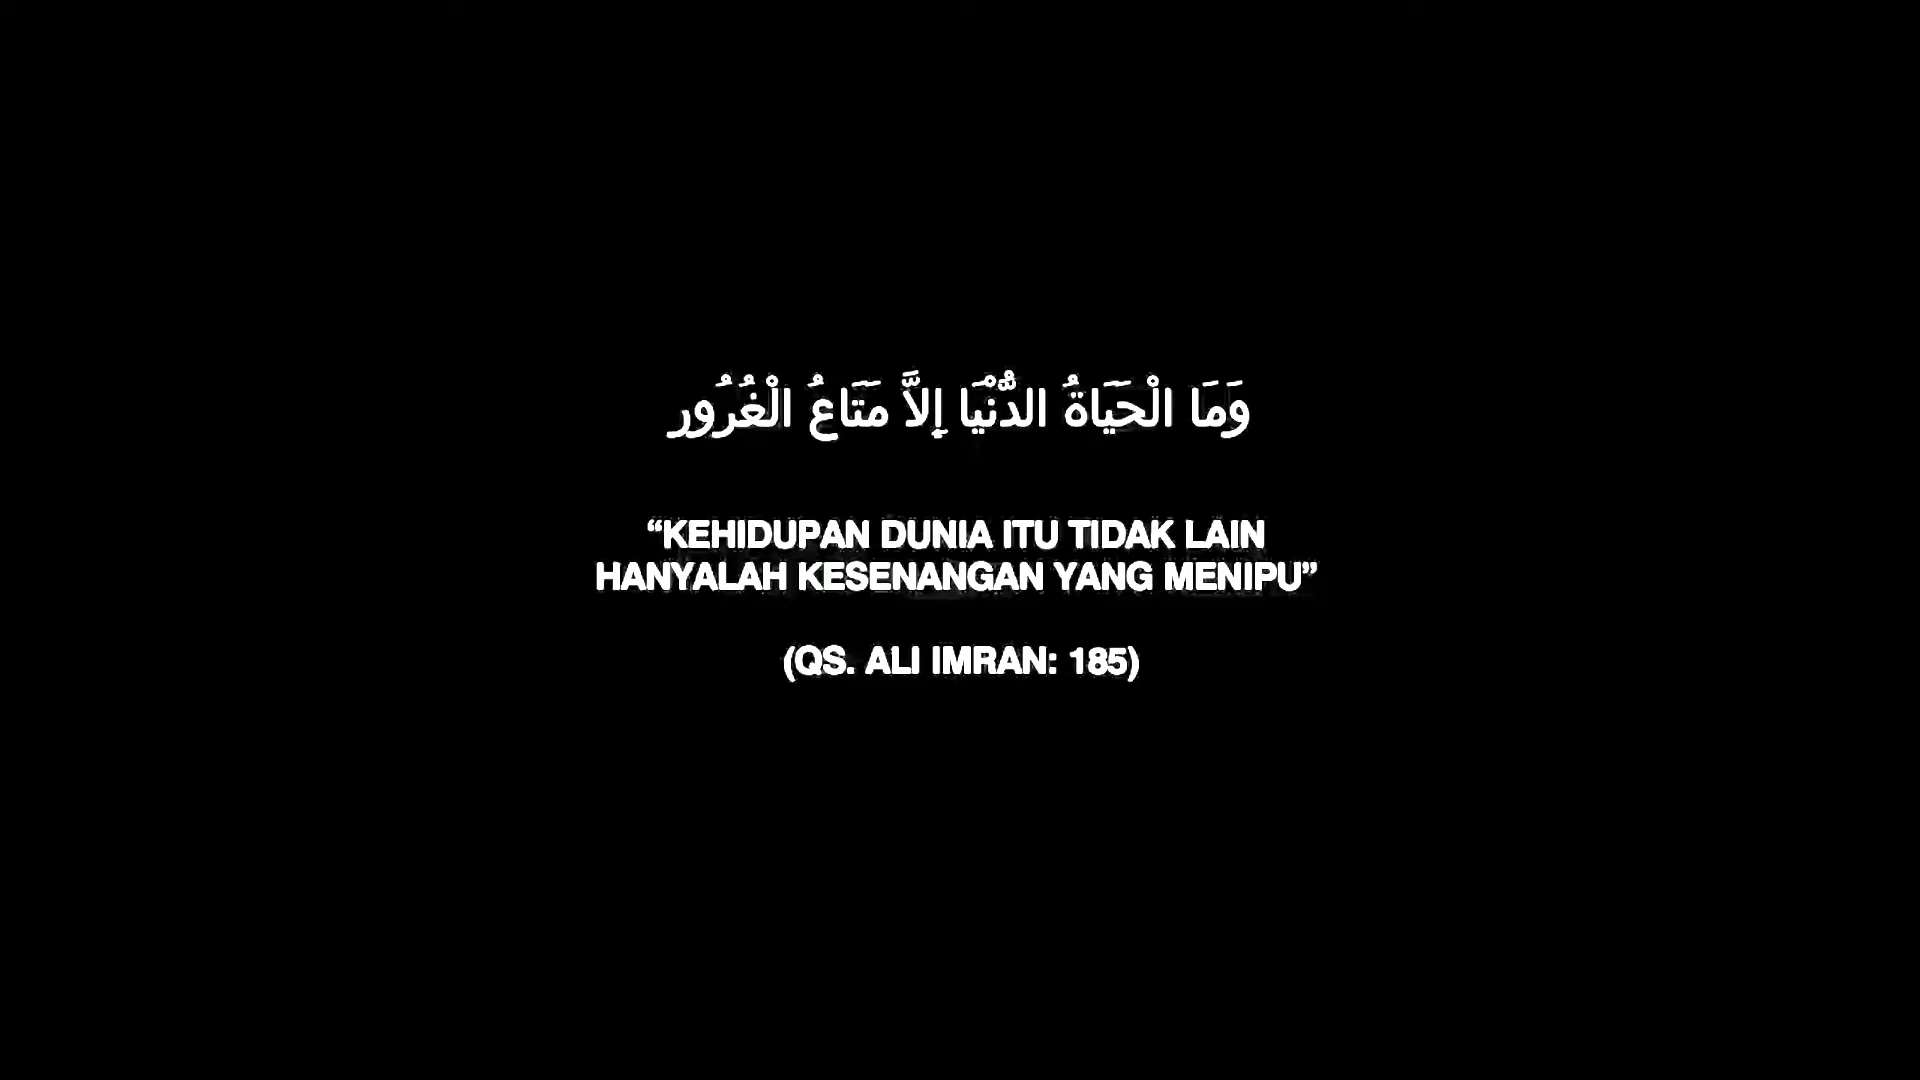 وَمَا الْحَيَاةُ الدُّنْيَا إِلاَّ مَتَاعُ الْغُرُور
“KEHIDUPAN DUNIA ITU TIDAK LAIN
HANYALAH KESENANGAN YANG MENIPU”
(QS. ALI IMRAN: 185)